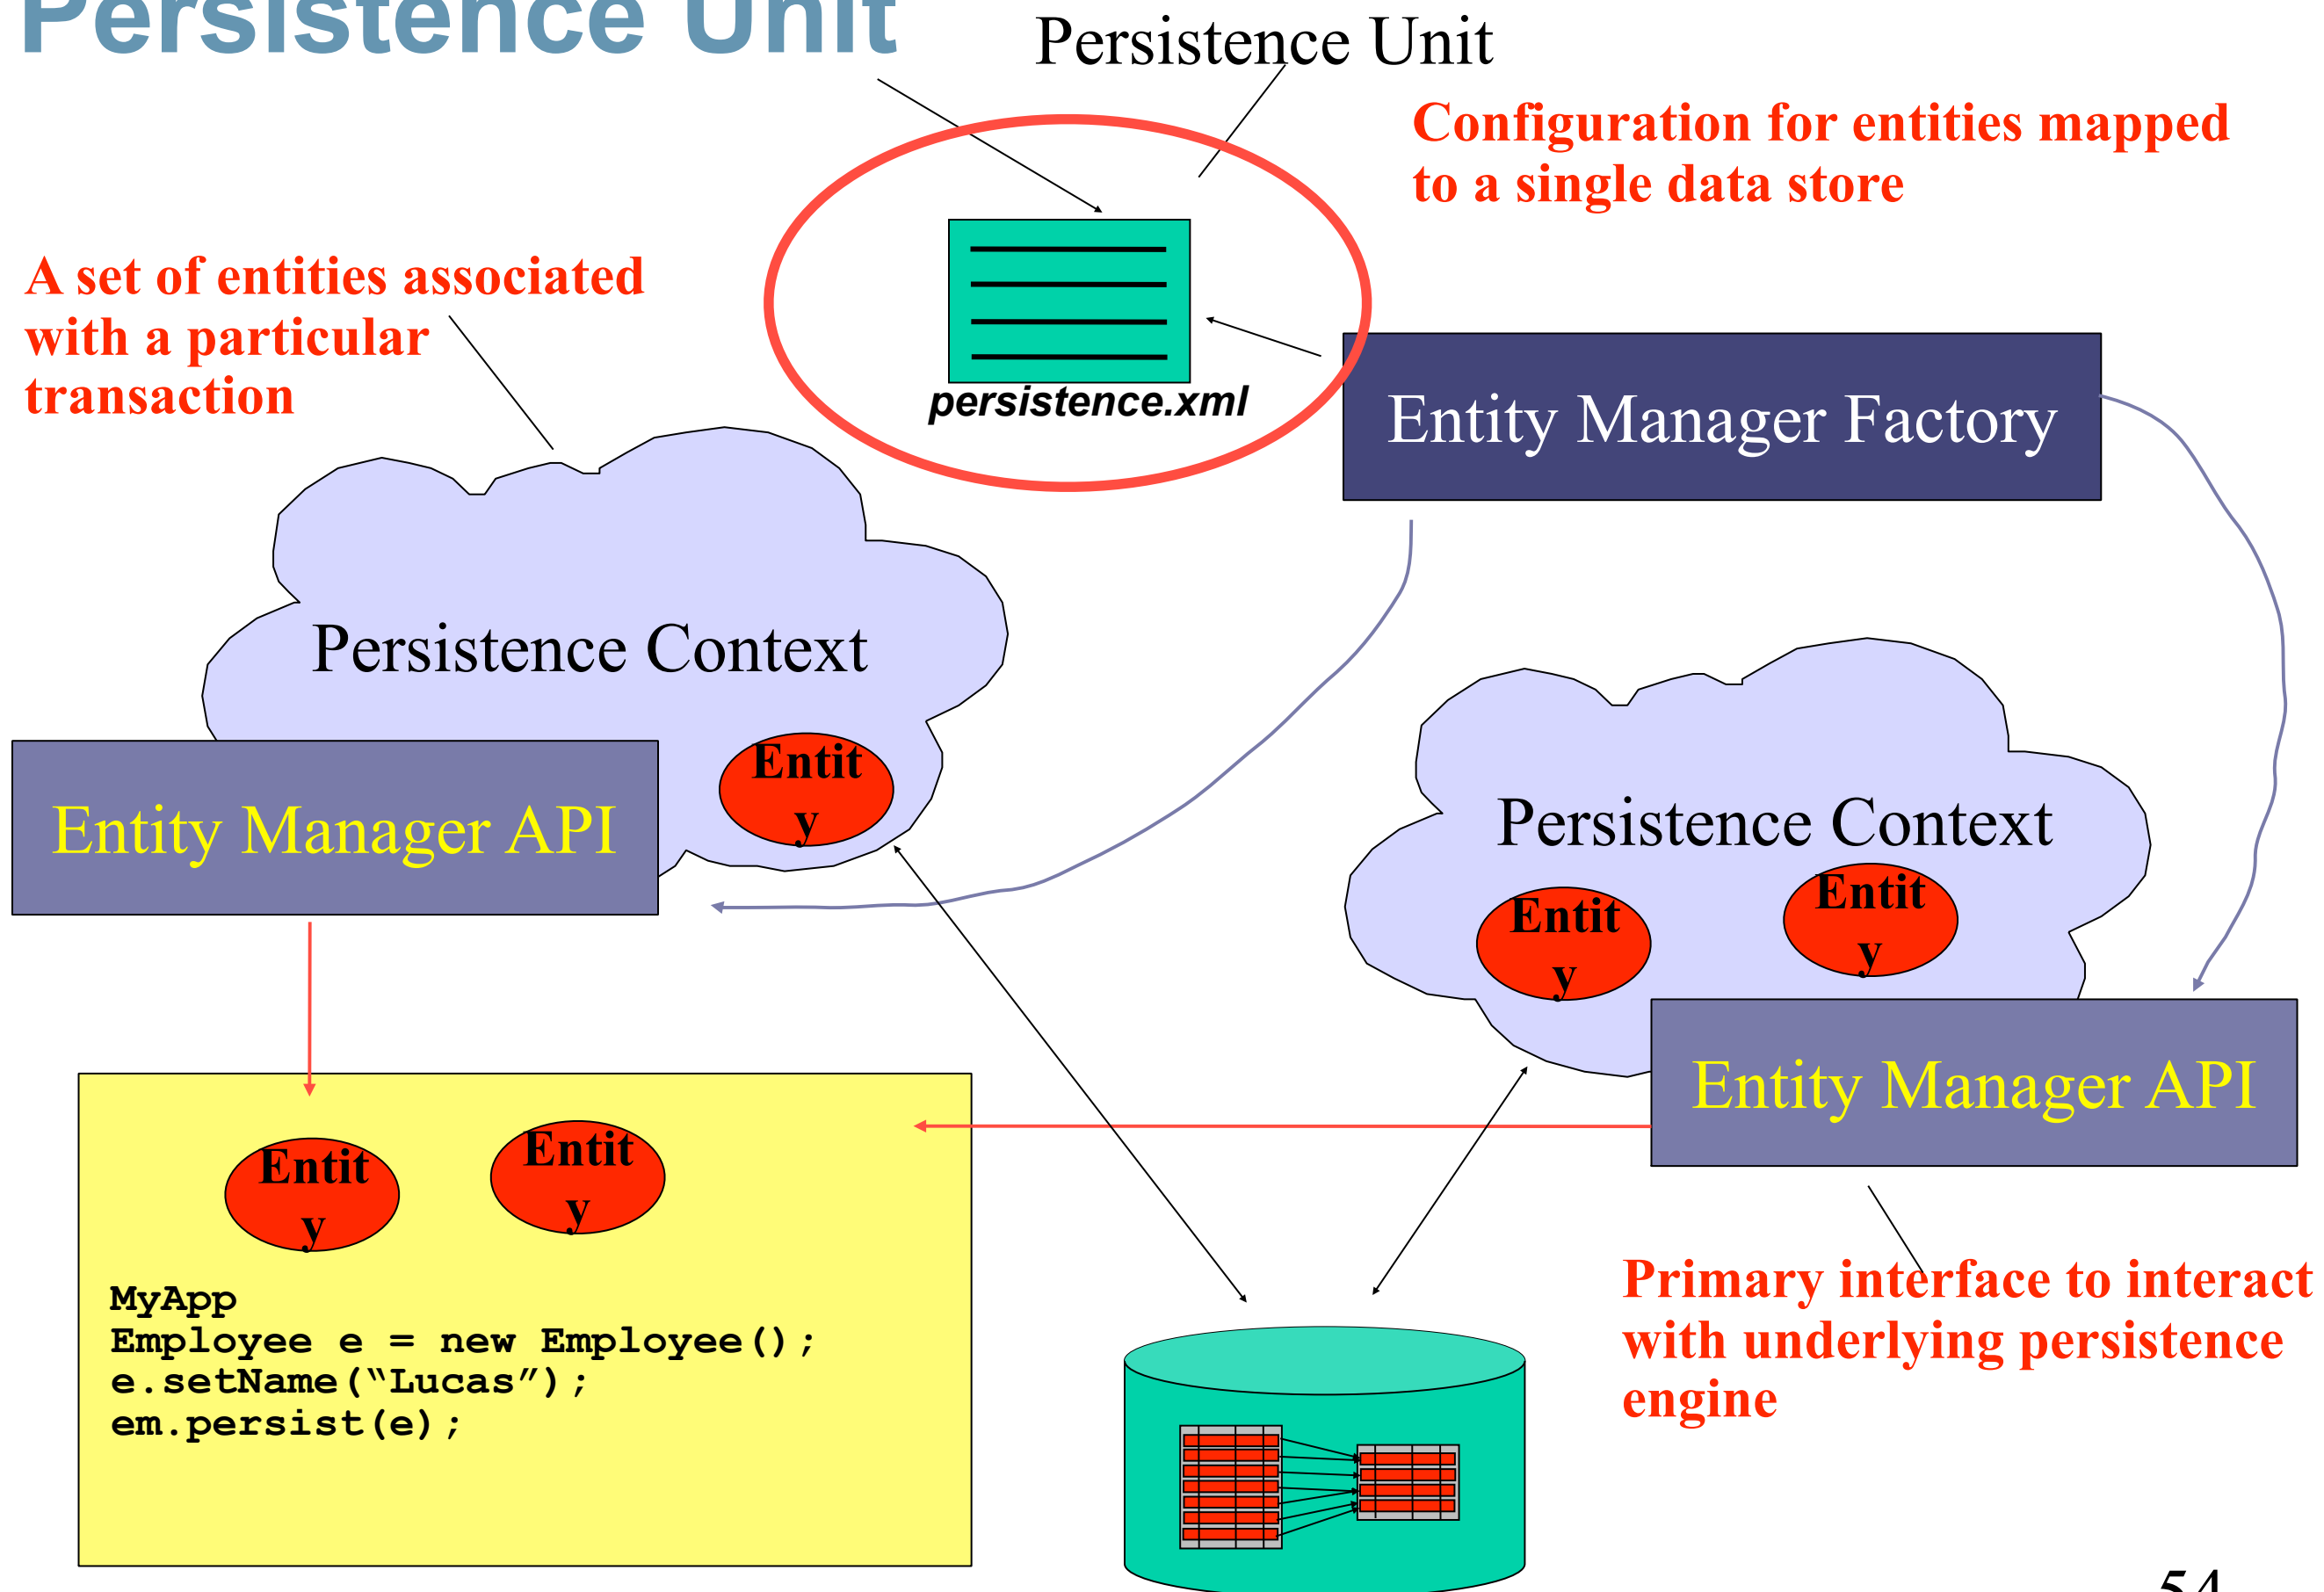 Persistence Unit
Persistence Unit
Configuration for entities mapped
to a single data store
A set of entities associated
with a particular
transaction
persistence.xml
Entity Manager Factory
Persistence Context
Entit
y
Entity Manager API
Persistence Context
Entit
y
Entit
y
Entity Manager API
Entit
y
Entit
y
MyApp
Employee e = new Employee();
e.setName(“Lucas”);
em.persist(e);
Primary interface to interact
with underlying persistence
engine
54